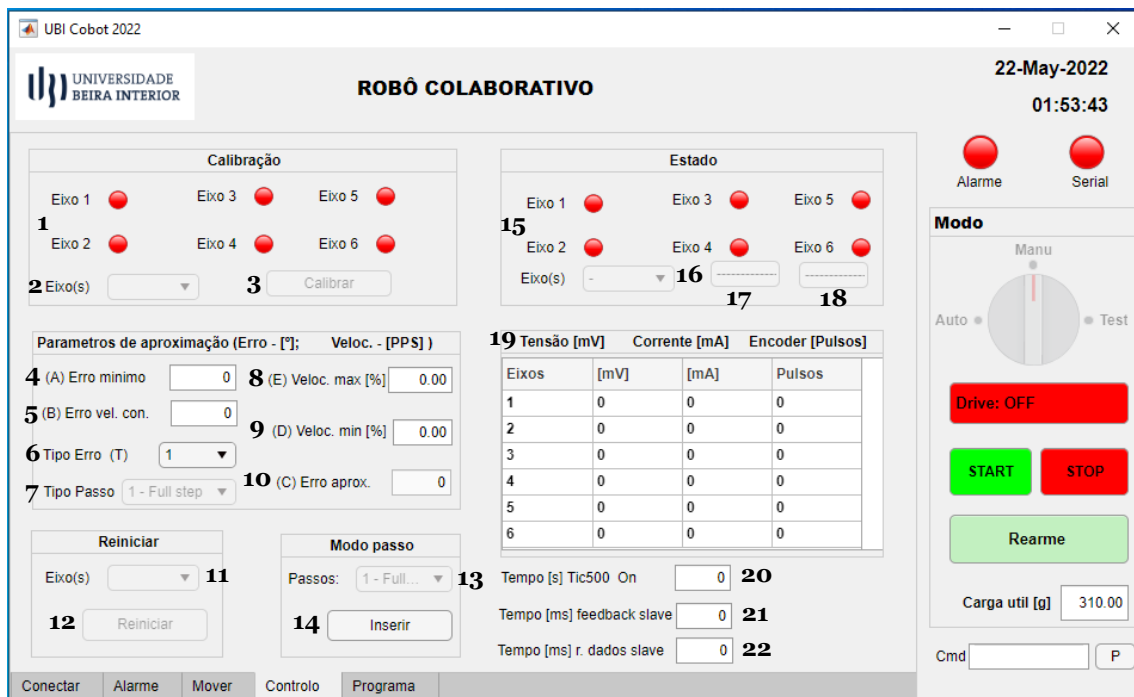 UBI Cobot 2022
UNIVERSIDADE
BEIRA INTERIOR
ROBÔ COLABORATIVO
22-May-2022
01:53:43
Alarme Serial
Calibração
Eixo 1 Eixo 3 Eixo 5
1
Eixo 2 Eixo 4 Eixo 6
2 Eixo(s) 3 Calibrar
Estado
Eixo 1 Eixo 3 Eixo 5
15
Eixo 2 Eixo 4 Eixo 6
Eixo(s) - 16 ------------- -------------
17 18
Parametros de aproximação (Erro - [º]; Veloc. - [PPS] )
4 (A) Erro minimo 0 8 (E) Veloc. max [%] 0.00
5 (B) Erro vel. con. 0
9 (D) Veloc. min [%] 0.00
6 Tipo Erro (T) 1
10 (C) Erro aprox. 0
7 Tipo Passo 1 - Full step
19 Tensão [mV] Corrente [mA] Encoder [Pulsos]
Eixos [mV] [mA] Pulsos
1 0 0 0
2 0 0 0
3 0 0 0
4 0 0 0
5 0 0 0
6 0 0 0
Reiniciar
Eixo(s) 11
12 Reiniciar
Modo passo
Passos: 1 - Full... 13
14 Inserir
Tempo [s] Tic500 On 0 20
Tempo [ms] feedback slave 0 21
Tempo [ms] r. dados slave 0 22
Modo
Manu
Auto Test
Drive: OFF
START STOP
Rearme
Carga util [g] 310.00
Cmd P
Conectar Alarme Mover Controlo Programa